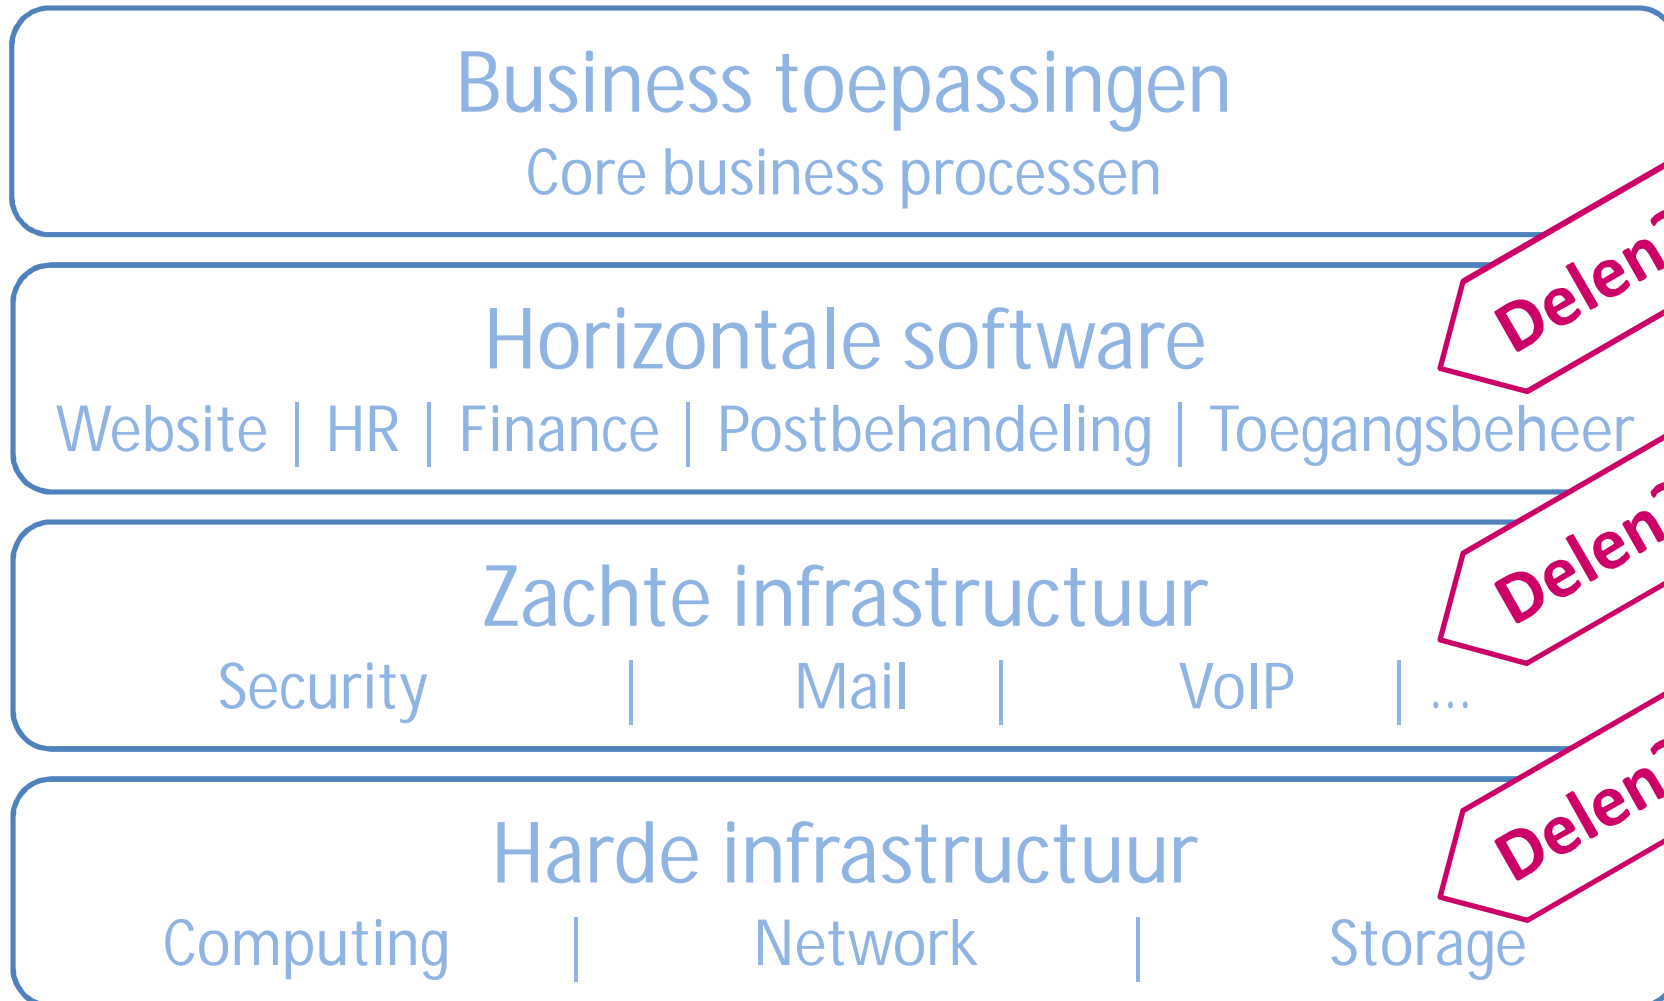 Business toepassingen
Core business processen
Delen?
Horizontale software
Website | HR | Finance | Postbehandeling | Toegangsbeheer
Delen?
Zachte infrastructuur
Security | Mail | VoIP | ...
Delen?
Harde infrastructuur
Computing | Network | Storage